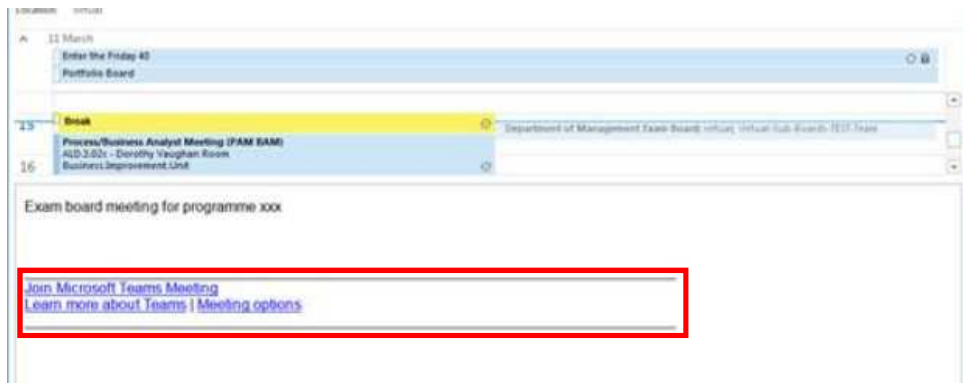 Location virtual
11 March
Enter the Friday 40
Portfolio Board
15
Break
Department of Management Exam Board; virtual; Virtual-Sub-Boards-TEST-Team
Process/Business Analyst Meeting (PAM BAM)
ALD.3.02c - Dorothy Vaughan Room
16
Business.Improvement.Unit
Exam board meeting for programme xxx
Join Microsoft Teams Meeting
Learn more about Teams | Meeting options